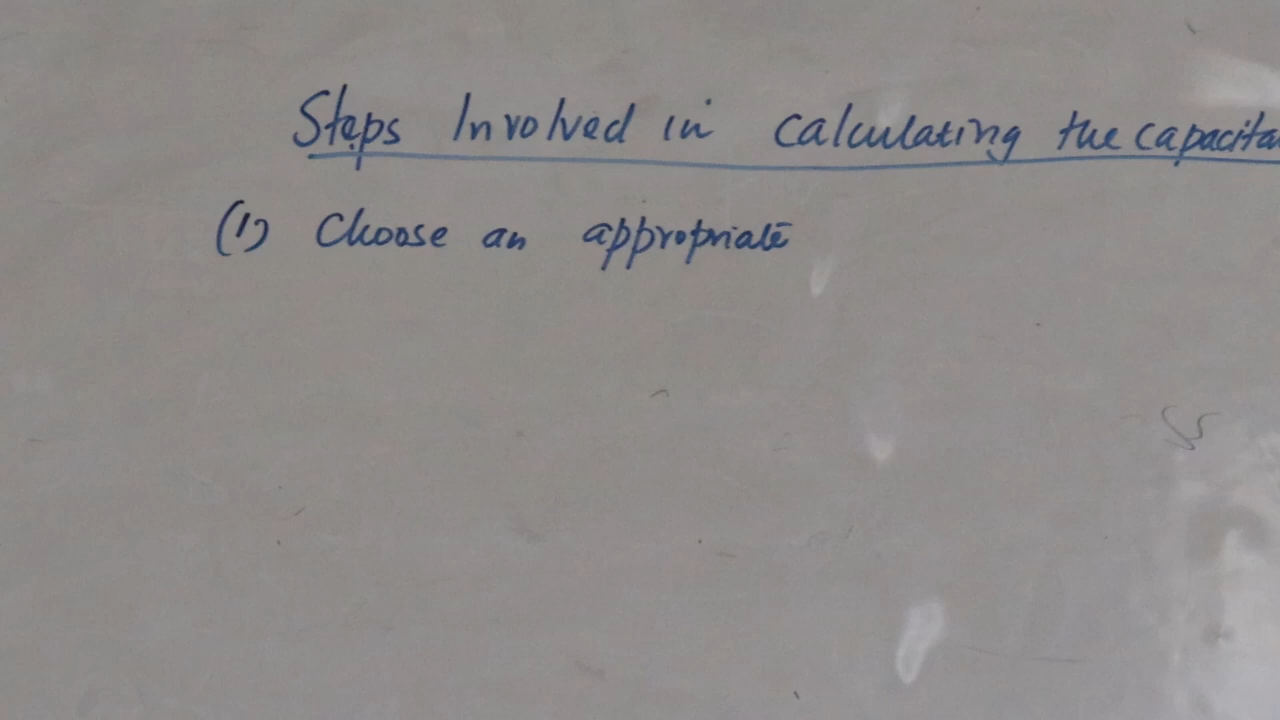 Steps Involved in calculating the capacita
(1) Choose an appropriate